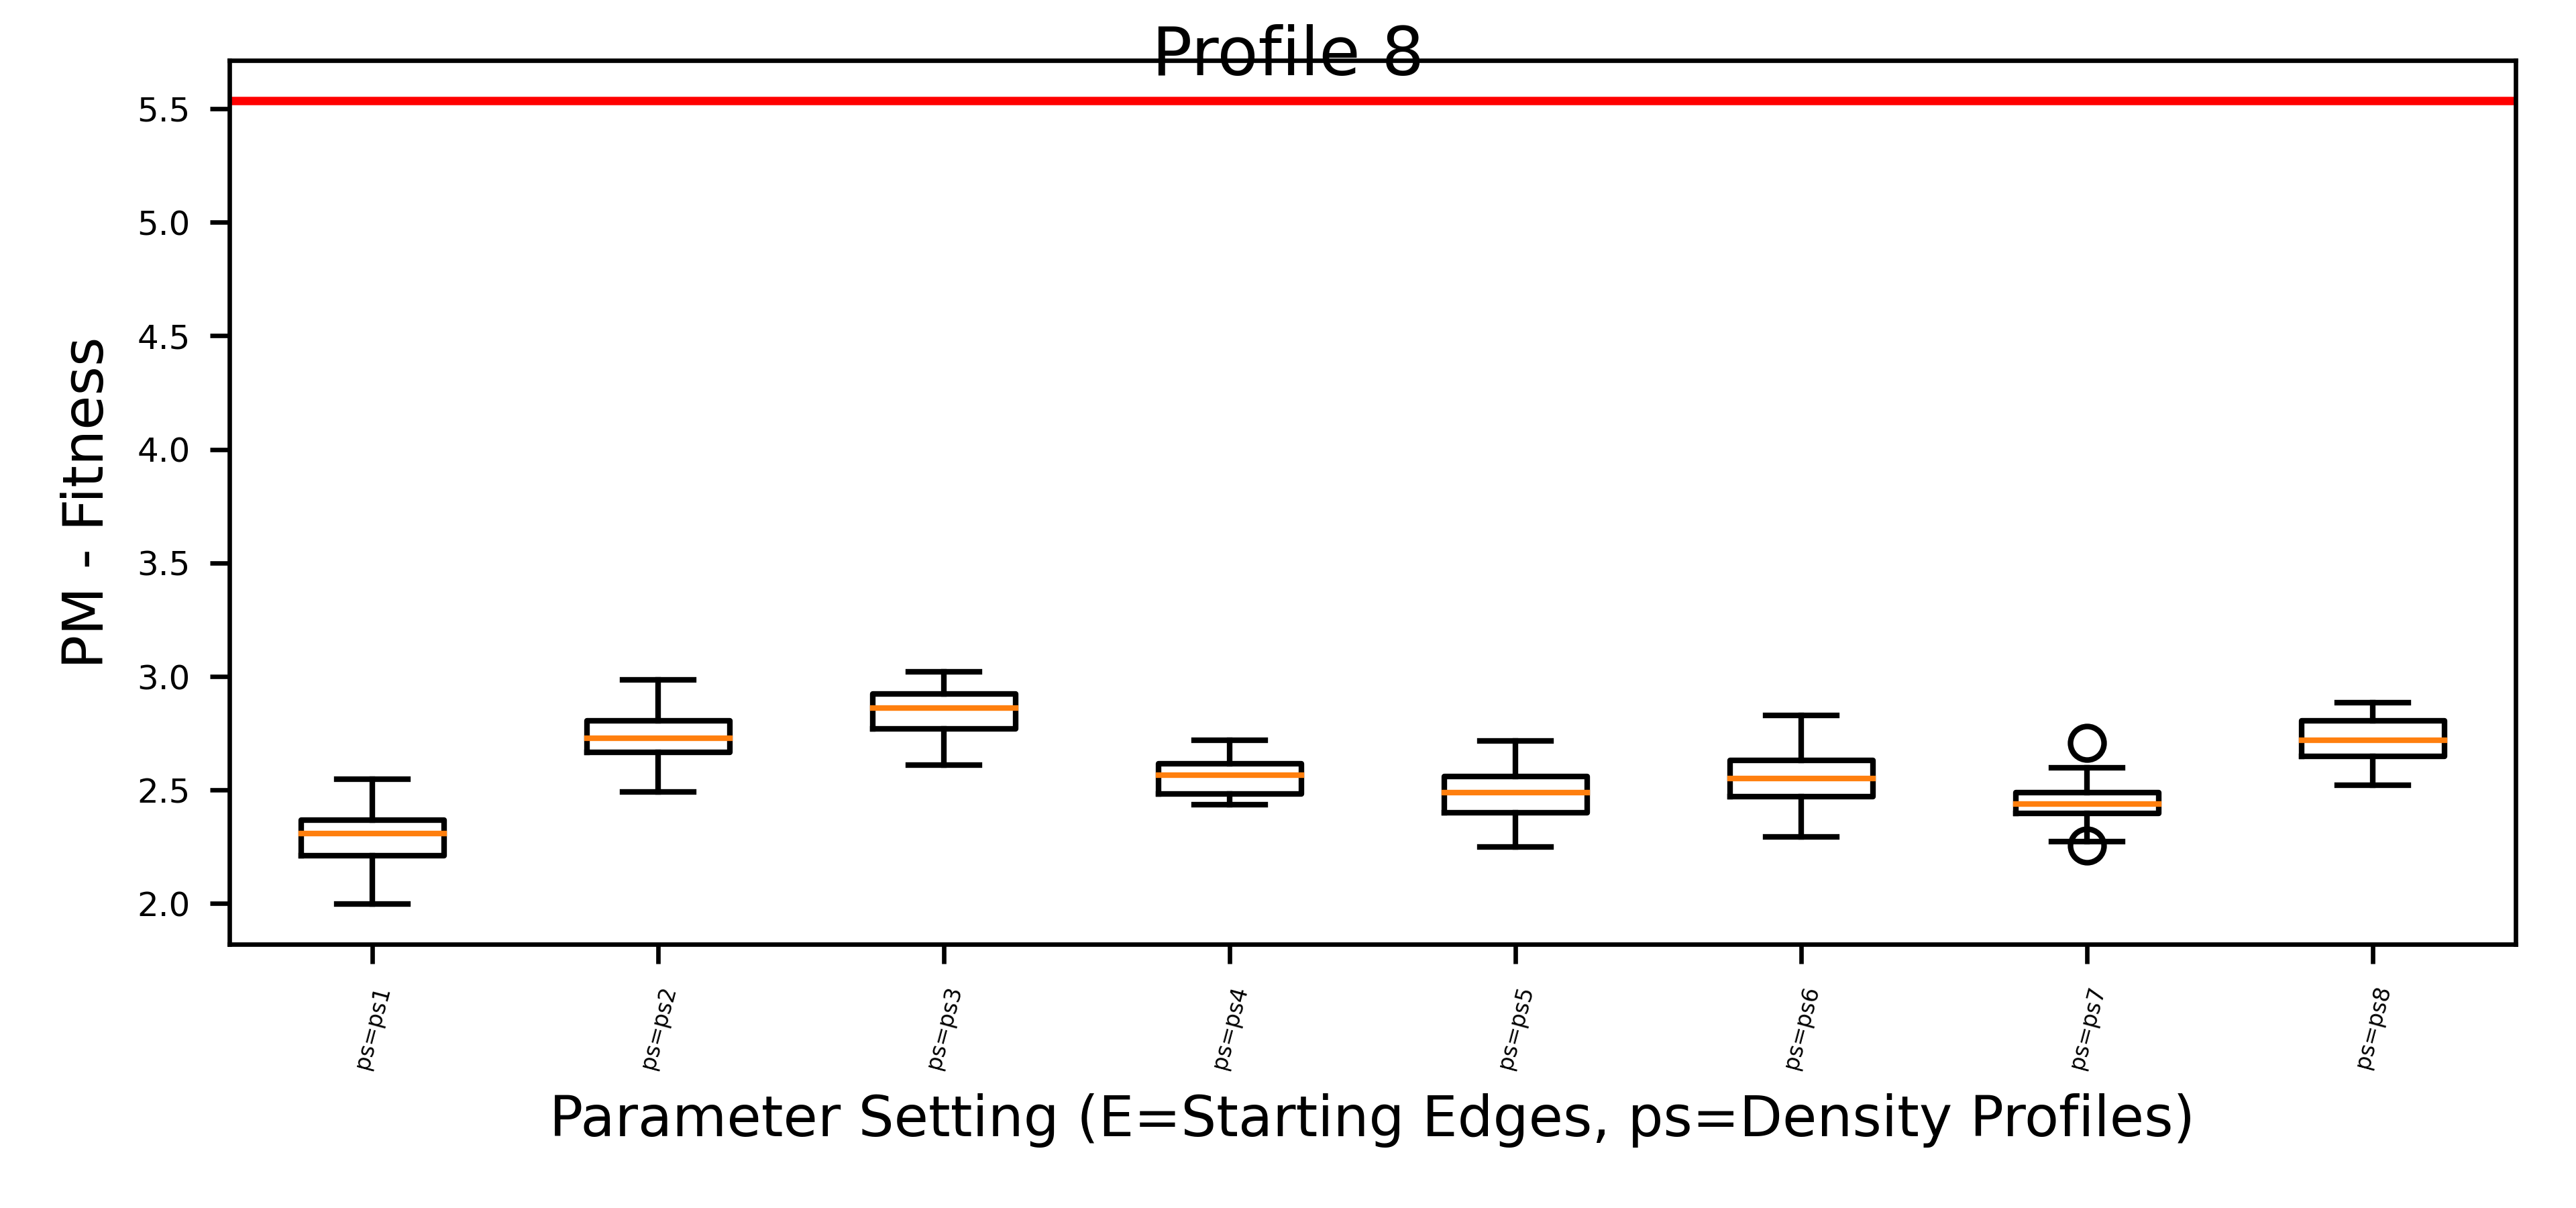 Profile 8
PM - Fitness
5.5
5.0
4.5
4.0
3.5
3.0
2.5
2.0
ps=ps1
ps=ps2
ps=ps3
ps=ps4
ps=ps5
ps=ps6
ps=ps7
ps=ps8
Parameter Setting (E=Starting Edges, ps=Density Profiles)